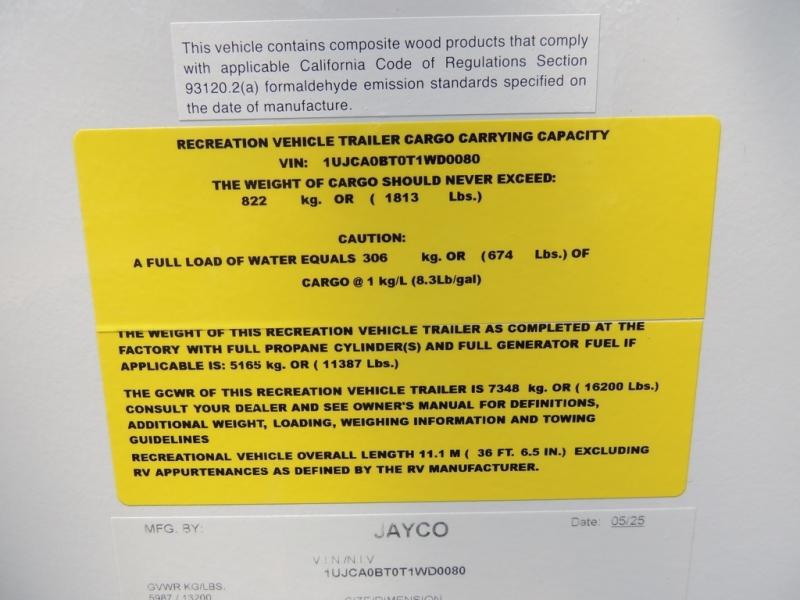 This vehicle contains composite wood products that comply
with applicable California Code of Regulations Section
93120.2(a) formaldehyde emission standards specified on
the date of manufacture.
RECREATION VEHICLE TRAILER CARGO CARRYING CAPACITY
VIN: 1UJCA0BT0T1WD0080
THE WEIGHT OF CARGO SHOULD NEVER EXCEED:
822 kg. OR ( 1813 Lbs.)
CAUTION:
A FULL LOAD OF WATER EQUALS 306 kg. OR (674 Lbs.) OF
CARGO @ 1 kg/L (8.3Lb/gal)
THE WEIGHT OF THIS RECREATION VEHICLE TRAILER AS COMPLETED AT THE
FACTORY WITH FULL PROPANE CYLINDER(S) AND FULL GENERATOR FUEL IF
APPLICABLE IS: 5165 kg. OR ( 11387 Lbs.)
THE GCWR OF THIS RECREATION VEHICLE TRAILER IS 7348 kg. OR ( 16200 Lbs.)
CONSULT YOUR DEALER AND SEE OWNER'S MANUAL FOR DEFINITIONS,
ADDITIONAL WEIGHT, LOADING, WEIGHING INFORMATION AND TOWING
GUIDELINES
RECREATIONAL VEHICLE OVERALL LENGTH 11.1 M ( 36 FT. 6.5 IN.) EXCLUDING
RV APPURTENANCES AS DEFINED BY THE RV MANUFACTURER.
MFG. BY: JAYCO Date: 05/25
V I N /N I V
1UJCA0BT0T1WD0080
GVWR KG/LBS.
5987 / 13200 SIZE/DIMENSION